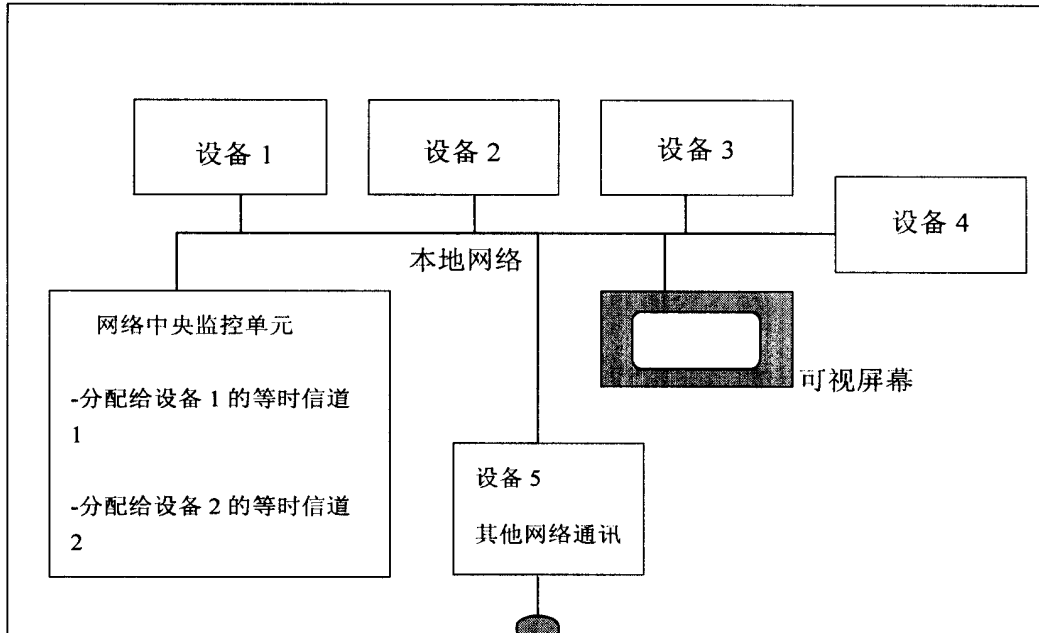 设备 1
设备 2
设备 3
设备 4
本地网络
网络中央监控单元
-分配给设备 1 的等时信道
1
-分配给设备 2 的等时信道
2
可视屏幕
设备 5
其他网络通讯